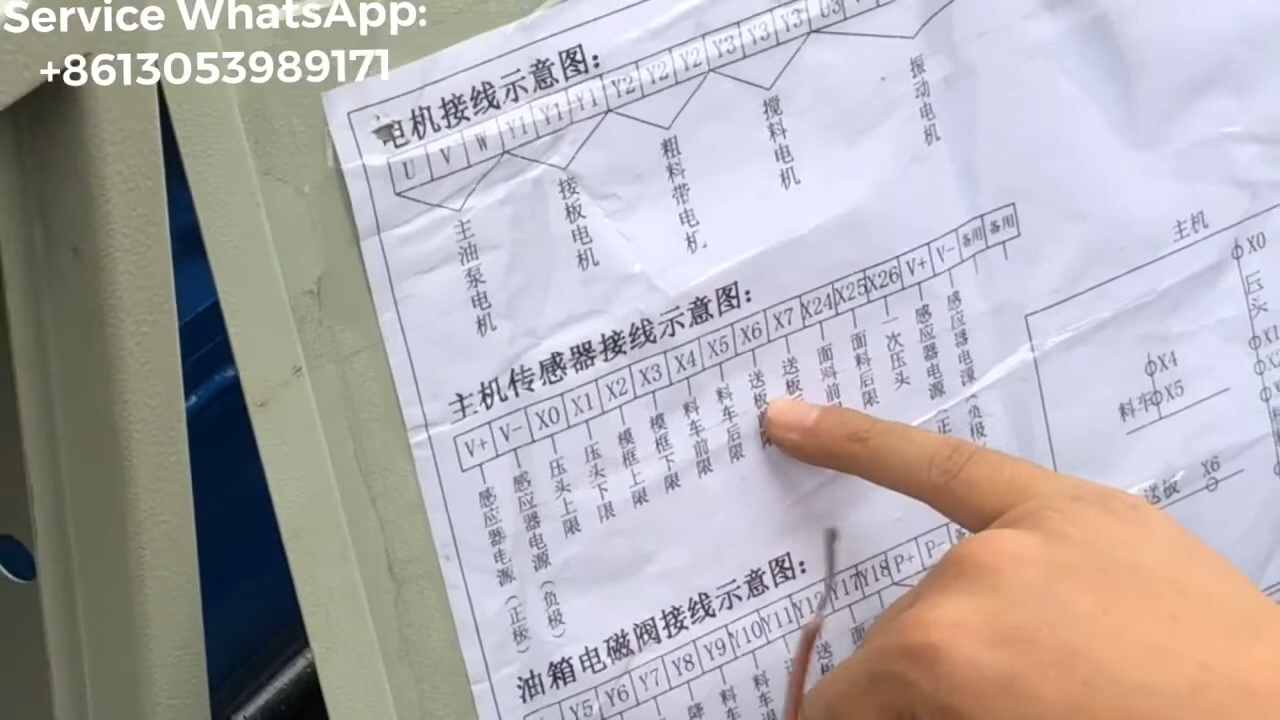 Service WhatsApp:
+8613053989171
电机接线示意图:
U V W Y1 Y1 Y1 Y2 Y2 Y2 Y3 Y3 Y3
主油泵电机
接板电机
粗料带电机
搅料电机
振动电机
主机传感器接线示意图:
V+ V- X0 X1 X2 X3 X4 X5 X6 X7 X24 X25 X26 V+ V- 备用 备用
感应器电源(正极)
感应器电源(负极)
压头上限
压头下限
模框上限
模框下限
料车前限
料车后限
送板
送板
面料前
面料后限
一次压头
感应器电源(正
感应器电源(负极
主机
X0
压头
X4
料车 X5
送板 X6
油箱电磁阀接线示意图:
Y5 Y6 Y7 Y8 Y9 Y10 Y11 Y12 Y17 Y18 P+ P-